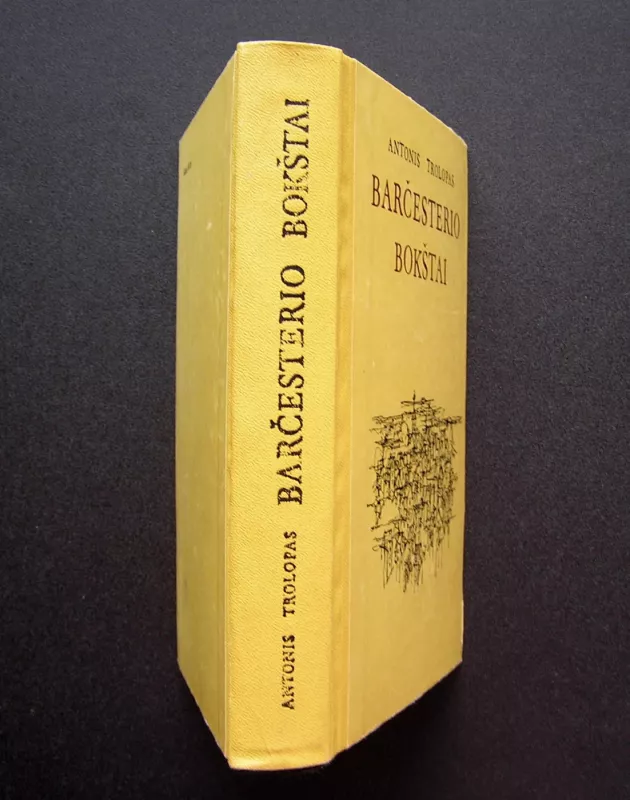 ANTONIS TROLOPAS BARČESTERIO BOKŠTAI
ANTONIS TROLOPAS
BARČESTERIO
BOKŠTAI